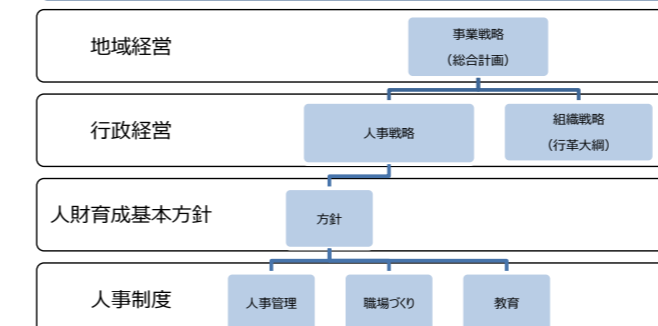 地域経営
事業戦略
（総合計画）
行政経営
人事戦略
組織戦略
（行革大綱）
人財育成基本方針
方針
人事制度
人事管理
職場づくり
教育